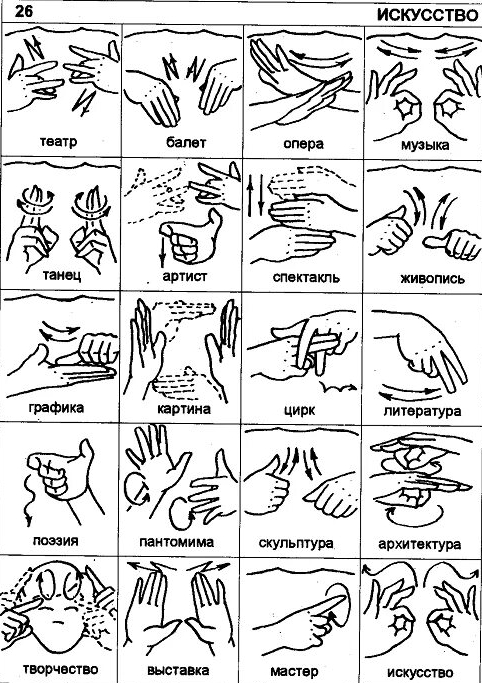 26 ИСКУССТВО
театр балет опера музыка
танец артист спектакль живопись
графика картина цирк литература
поэзия пантомима скульптура архитектура
творчество выставка мастер искусство